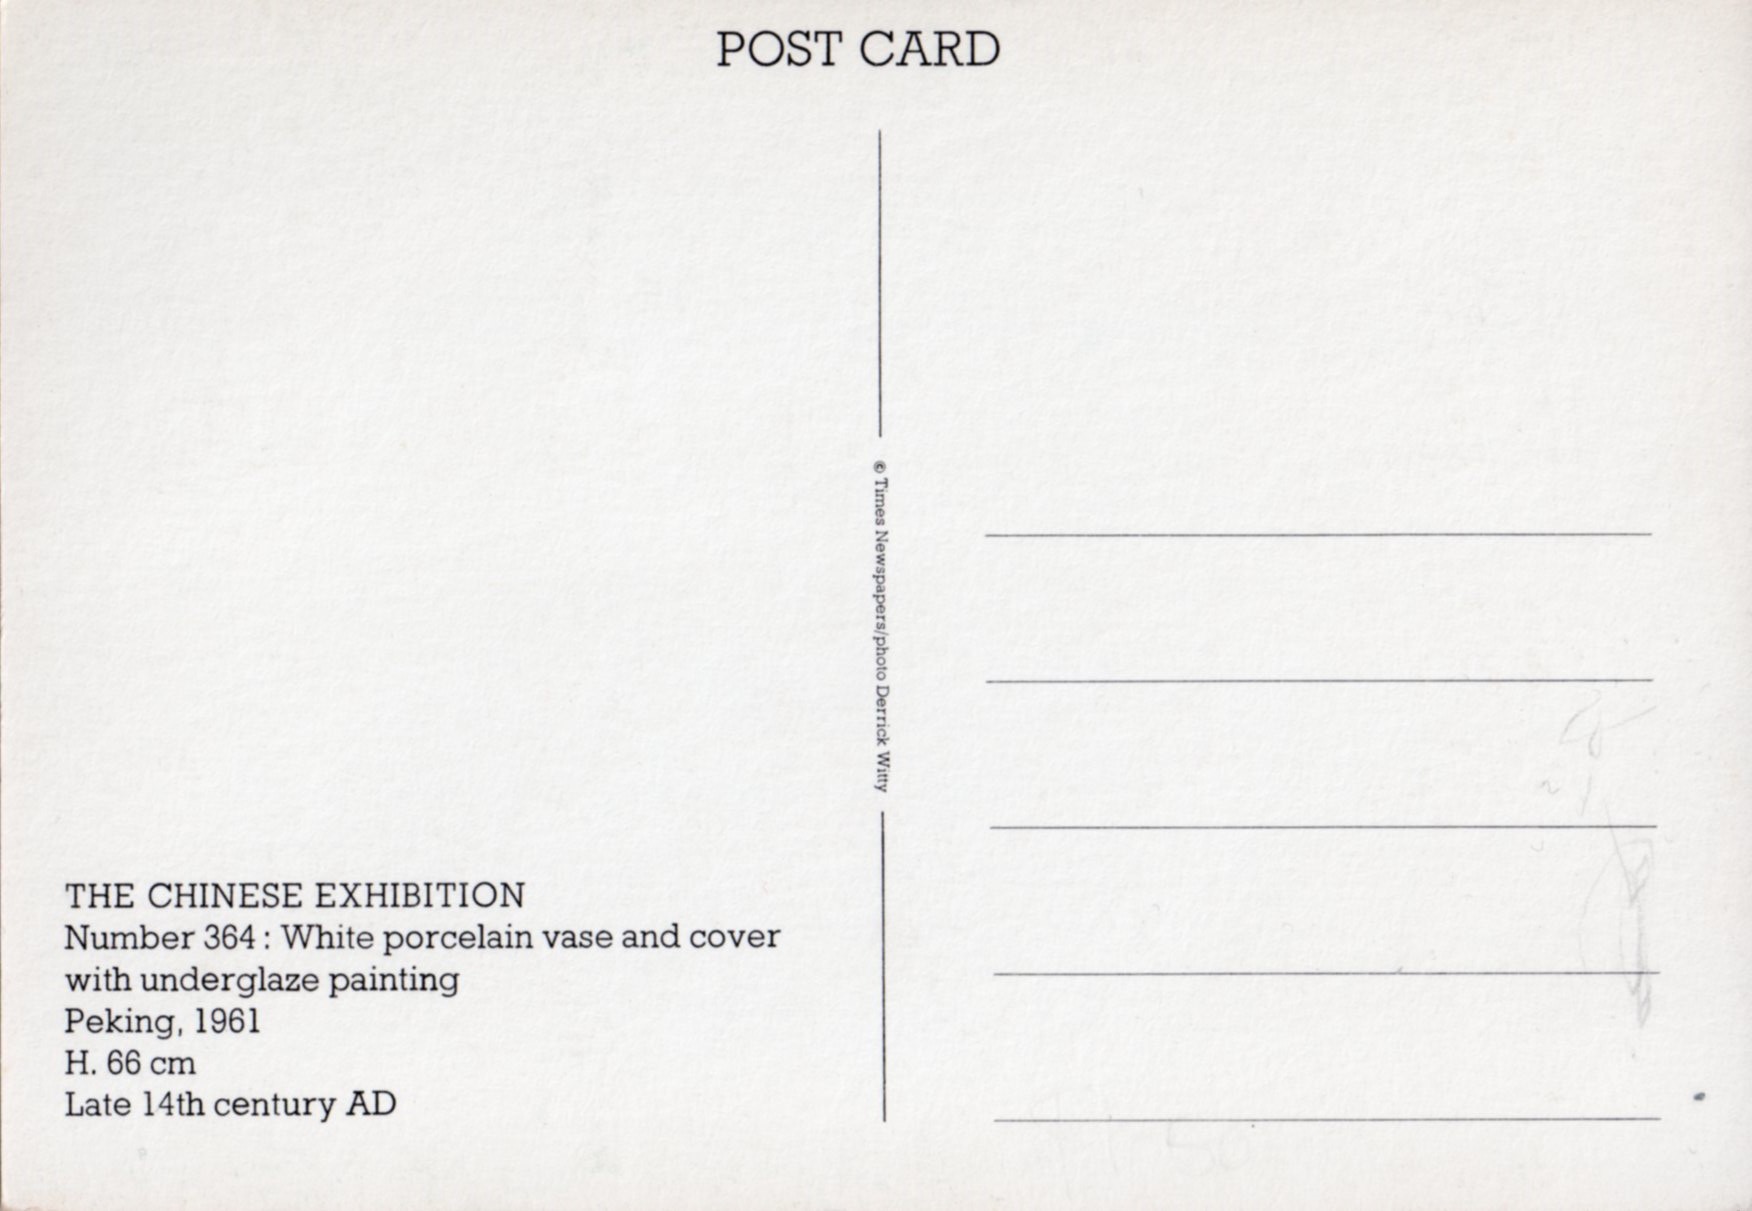 POST CARD
© Times Newspapers/photo Derrick Witty
THE CHINESE EXHIBITION
Number 364 : White porcelain vase and cover
with underglaze painting
Peking, 1961
H. 66 cm
Late 14th century AD